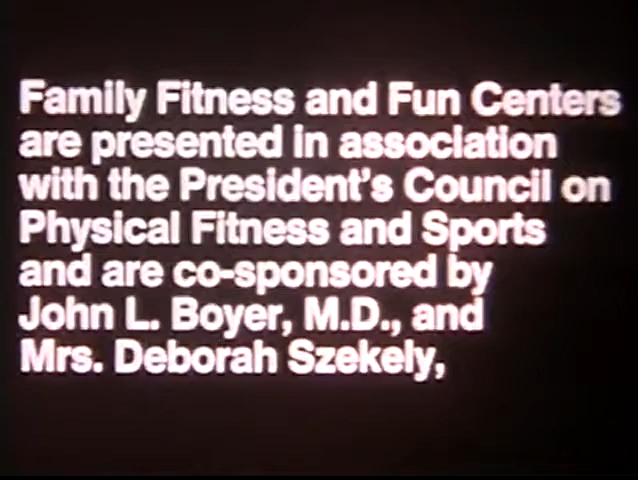 Family Fitness and Fun Centers
are presented in association
with the President's Council on
Physical Fitness and Sports
and are co-sponsored by
John L. Boyer, M.D., and
Mrs. Deborah Szekely,